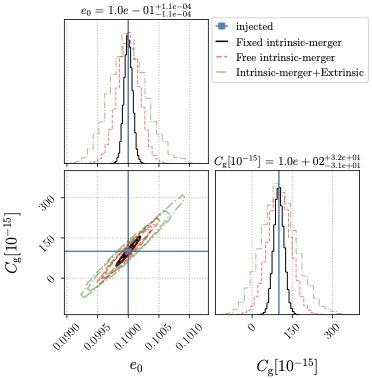 e₀ = 1.0e − 01 +1.1e−04 −1.1e−04
injected
Fixed intrinsic-merger
Free intrinsic-merger
Intrinsic-merger+Extrinsic
C_g[10⁻¹⁵] = 1.0e + 02 +3.2e+01 −3.1e+01
C_g[10⁻¹⁵]
300
150
0
0.0990
0.0995
0.1000
0.1005
0.1010
e₀
0
150
300
C_g[10⁻¹⁵]